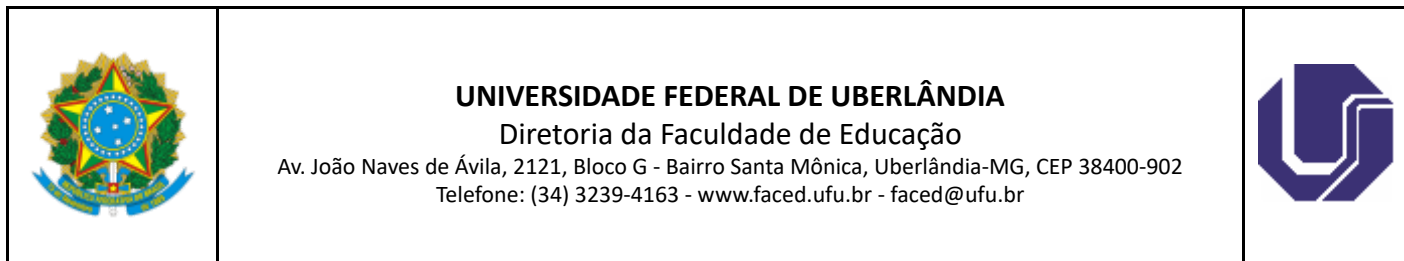 UNIVERSIDADE FEDERAL DE UBERLÂNDIA
Diretoria da Faculdade de Educação
Av. João Naves de Ávila, 2121, Bloco G - Bairro Santa Mônica, Uberlândia-MG, CEP 38400-902
Telefone: (34) 3239-4163 - www.faced.ufu.br - faced@ufu.br